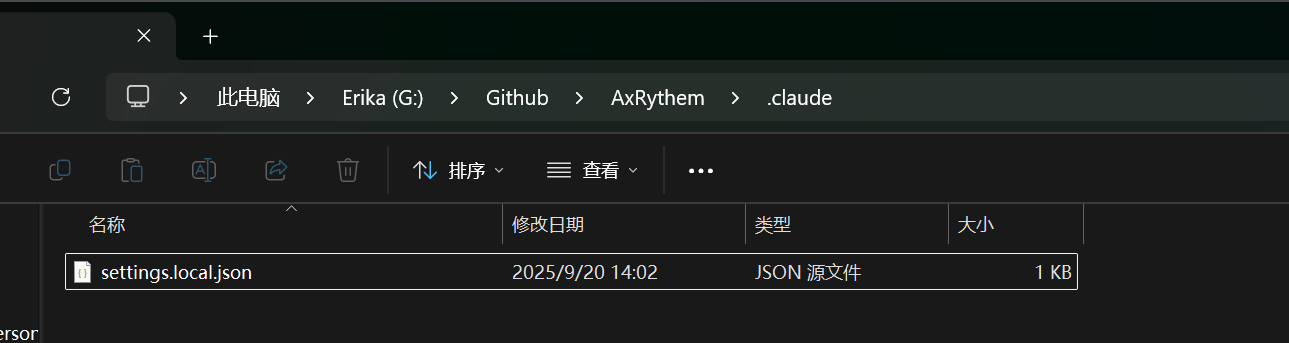 此电脑 Erika (G:) Github AxRythem .claude
排序 查看
名称 修改日期 类型 大小
settings.local.json 2025/9/20 14:02 JSON 源文件 1 KB